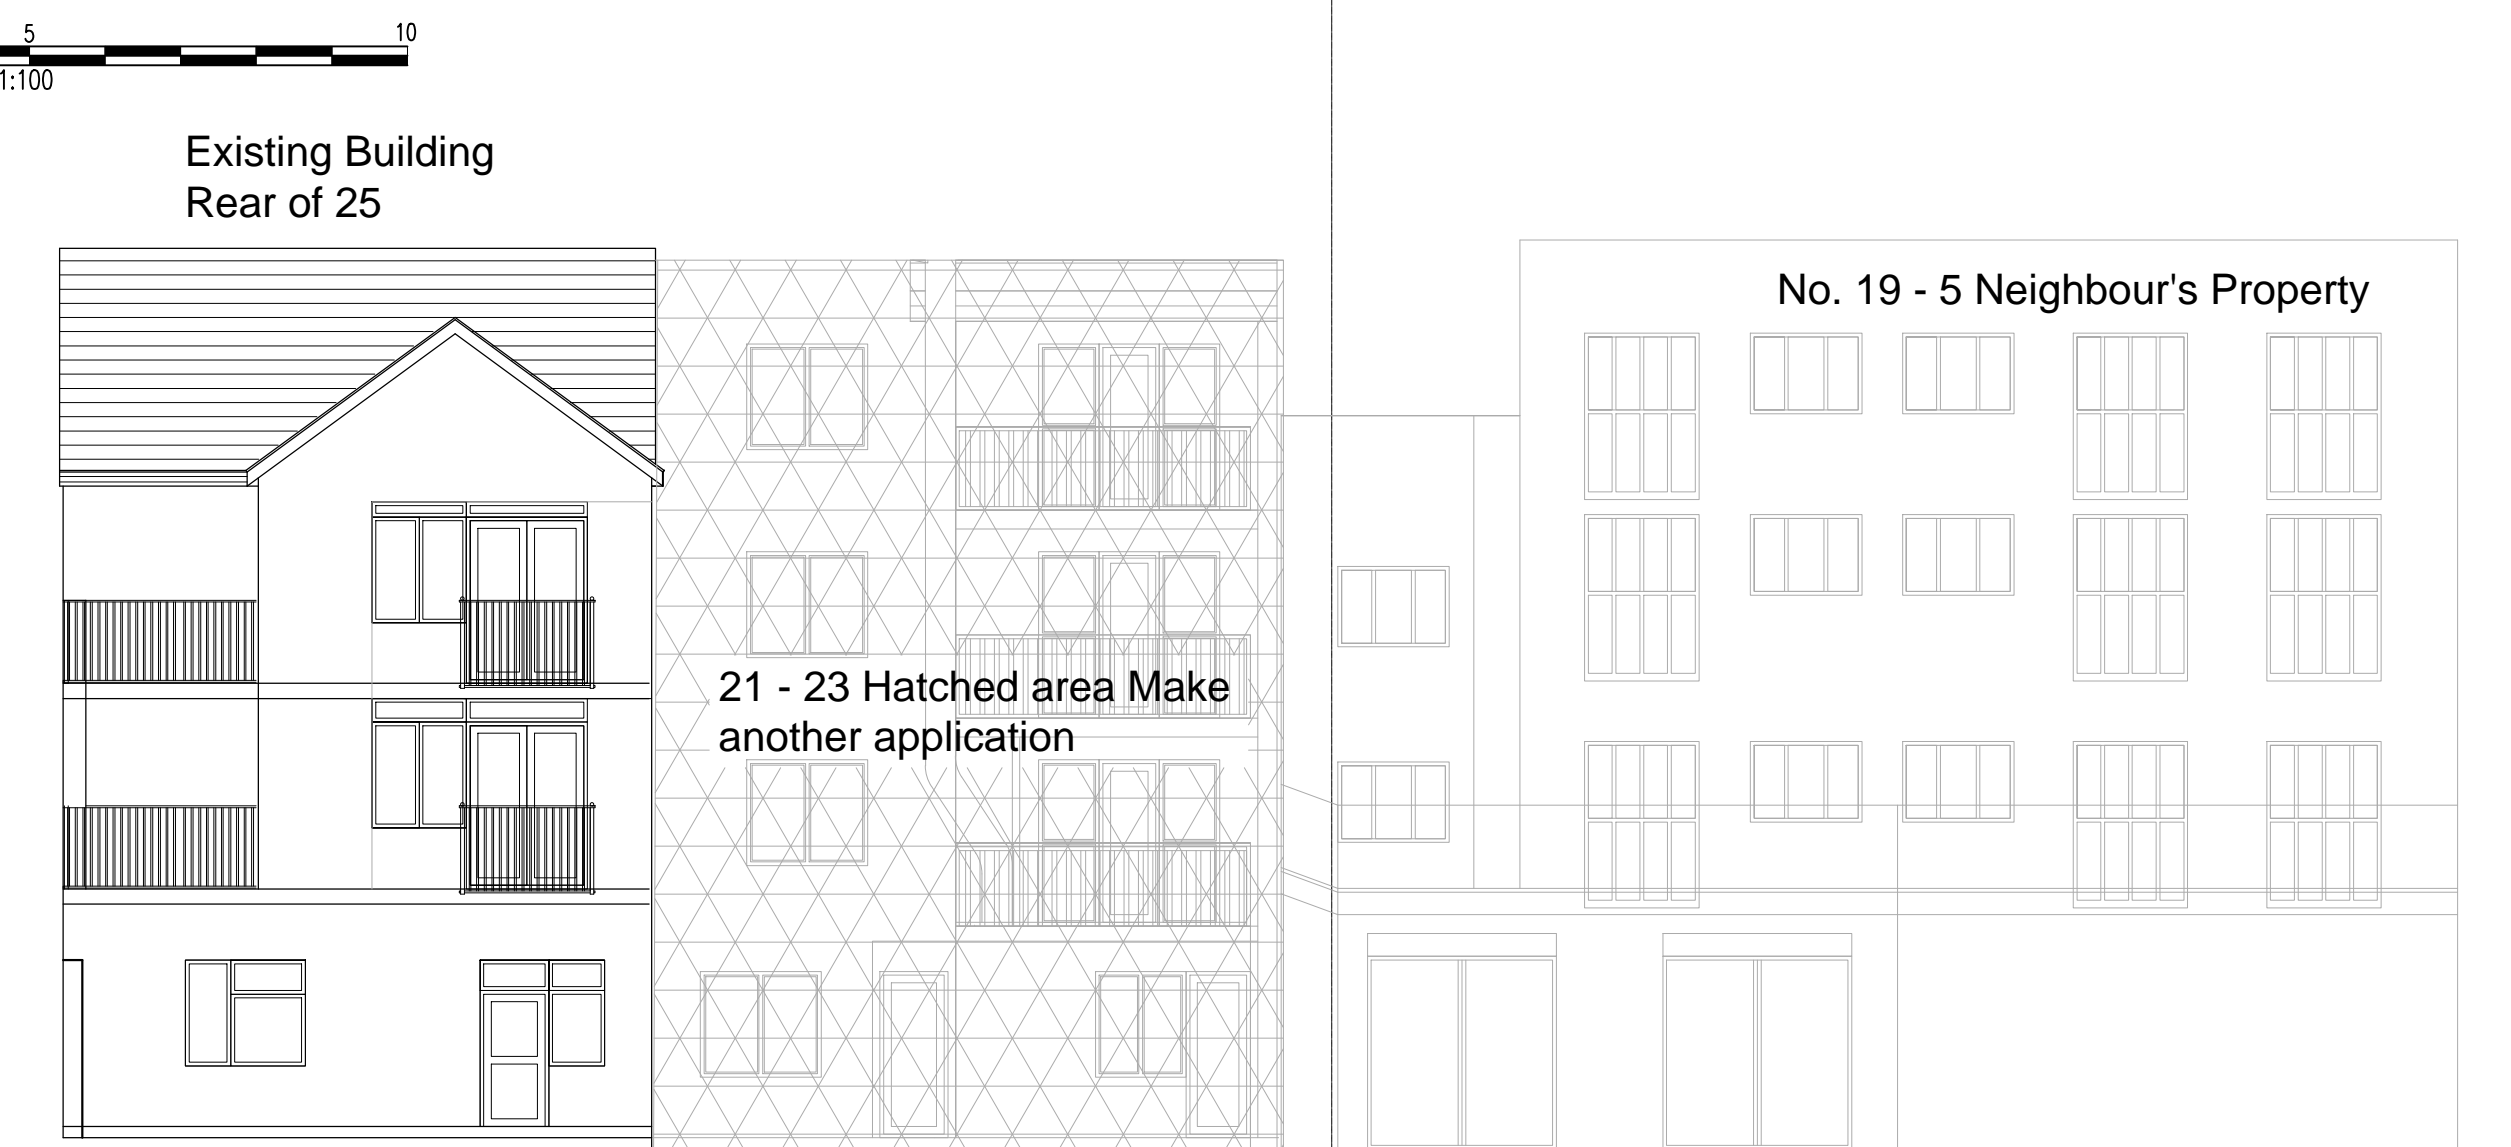 5 10
1:100
Existing Building
Rear of 25
No. 19 - 5 Neighbour's Property
21 - 23 Hatched area Make
another application